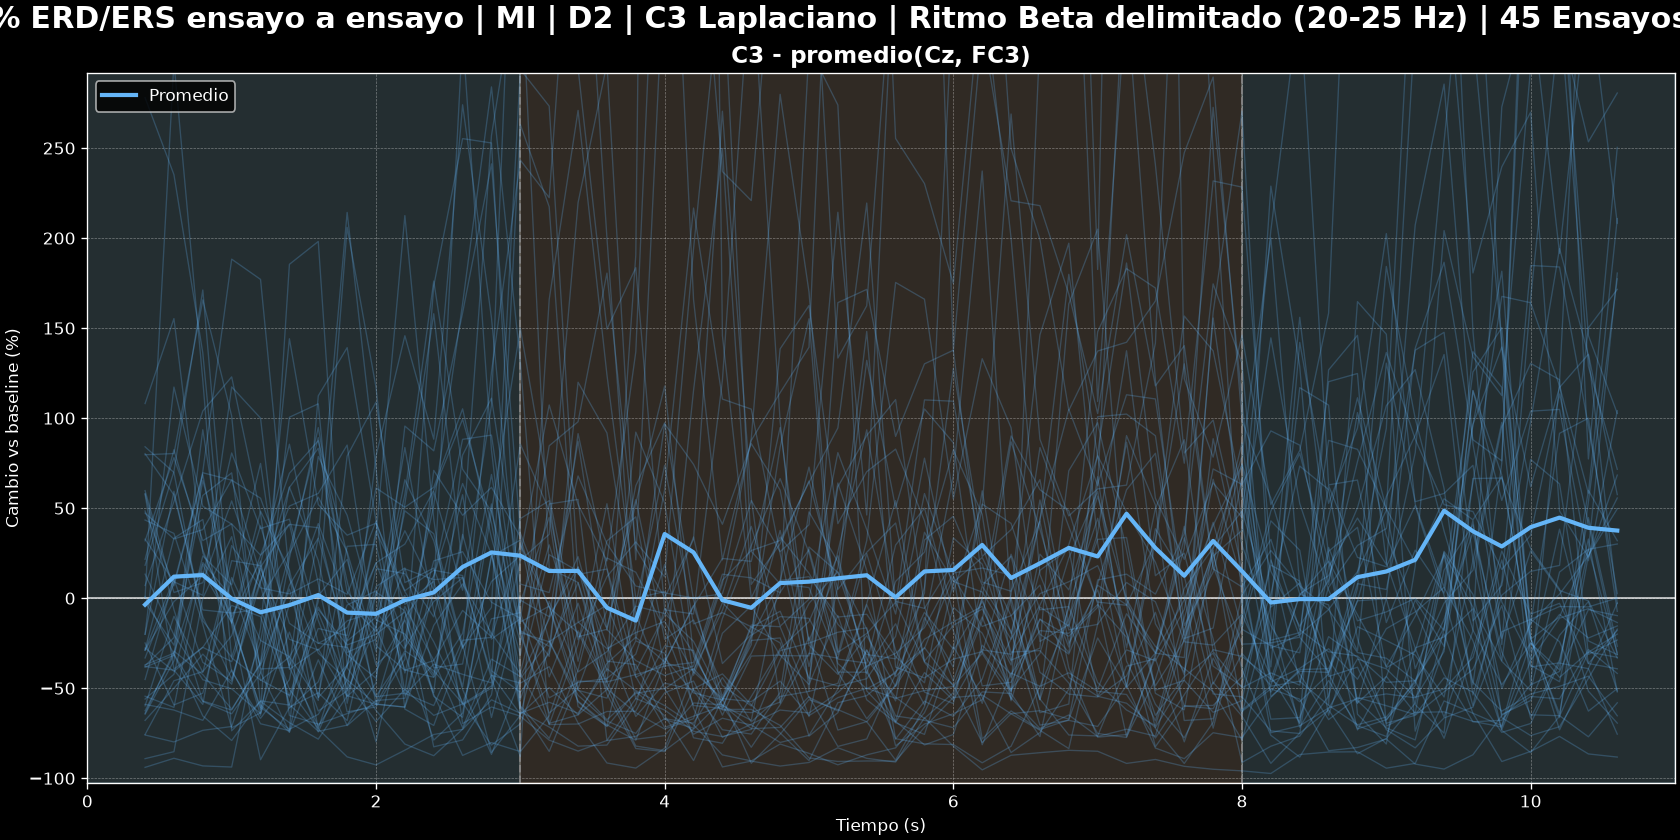 % ERD/ERS ensayo a ensayo | MI | D2 | C3 Laplaciano | Ritmo Beta delimitado (20-25 Hz) | 45 Ensayos
C3 - promedio(Cz, FC3)
Promedio
Cambio vs baseline (%)
250
200
150
100
50
0
−50
−100
0 2 4 6 8 10
Tiempo (s)